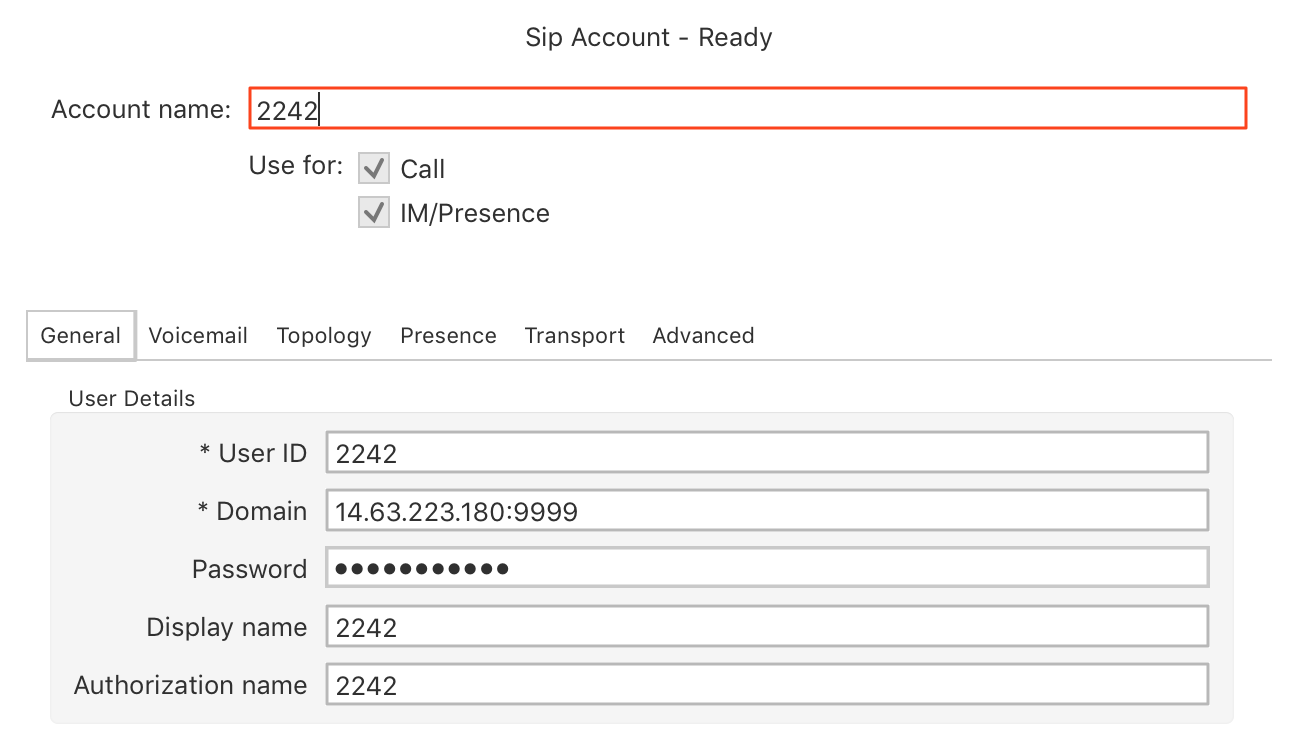 Sip Account - Ready
Account name: 2242
Use for: Call
IM/Presence
General Voicemail Topology Presence Transport Advanced
User Details
* User ID 2242
* Domain 14.63.223.180:9999
Password ●●●●●●●●●●●
Display name 2242
Authorization name 2242